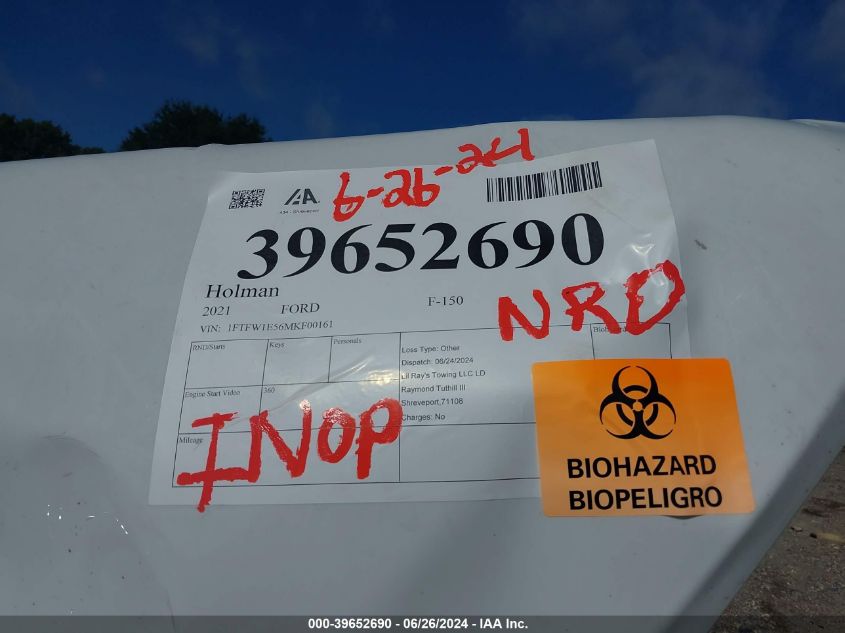 6-26-24
IAA
39652690
Holman
2021 FORD F-150
NRD
VIN: 1FTFW1E56MKF00161
RND/Starts Keys Personals
Loss Type: Other
Dispatch: 06/24/2024
Lil Ray's Towing LLC LD
Engine Start Video 360 Raymond Tuthill III
Shreveport,71108
Charges: No
Mileage
INOP
BIOHAZARD
BIOPELIGRO
000-39652690 - 06/26/2024 - IAA Inc.